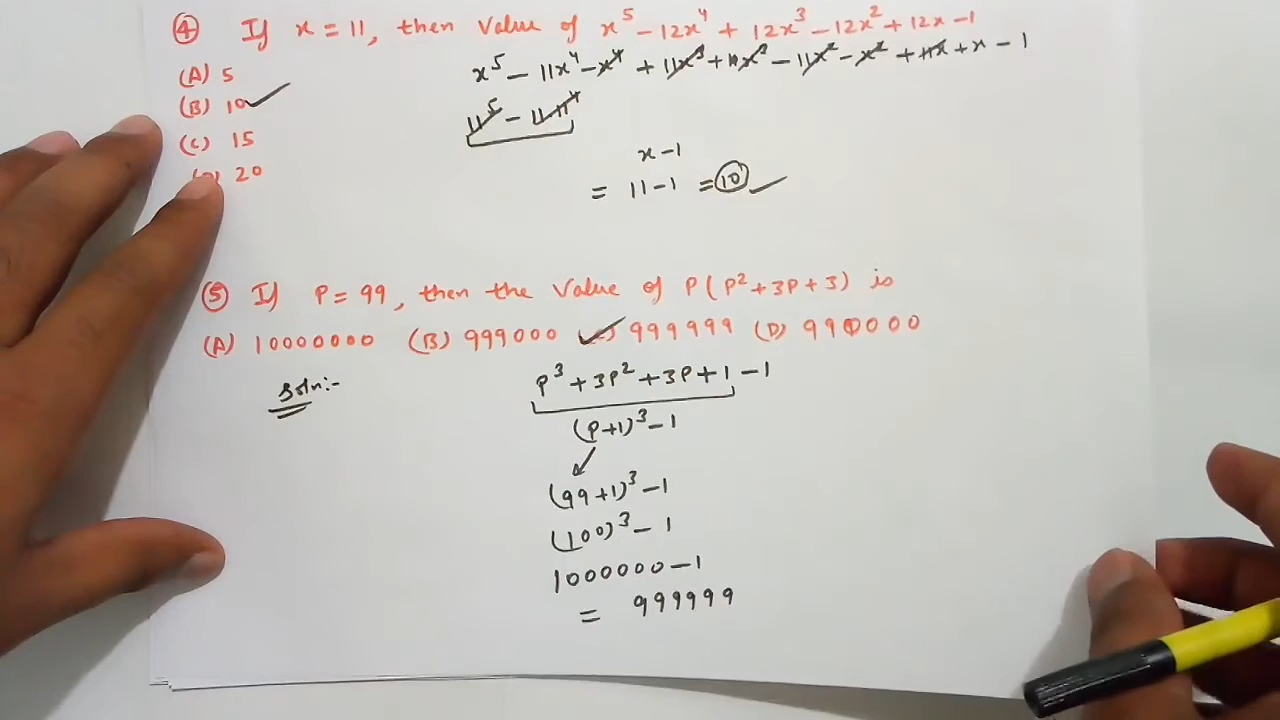 ④ If x = 11, then value of x⁵ - 12x⁴ + 12x³ - 12x² + 12x - 1
(A) 5
(B) 10 ✓
(C) 15
20
x⁵ - 11x⁴ - x⁴ + 11x³ + x³ - 11x² - x² + 11x + x - 1
11⁵ - 11·11⁴
x - 1
= 11 - 1 = 10 ✓
⑤ If P = 99, then the value of P(P² + 3P + 3) is
(A) 10000000 (B) 999000 ✓ 999999 (D) 990000
Soln:-
P³ + 3P² + 3P + 1 - 1
(P+1)³ - 1
(99+1)³ - 1
(100)³ - 1
1000000 - 1
= 999999